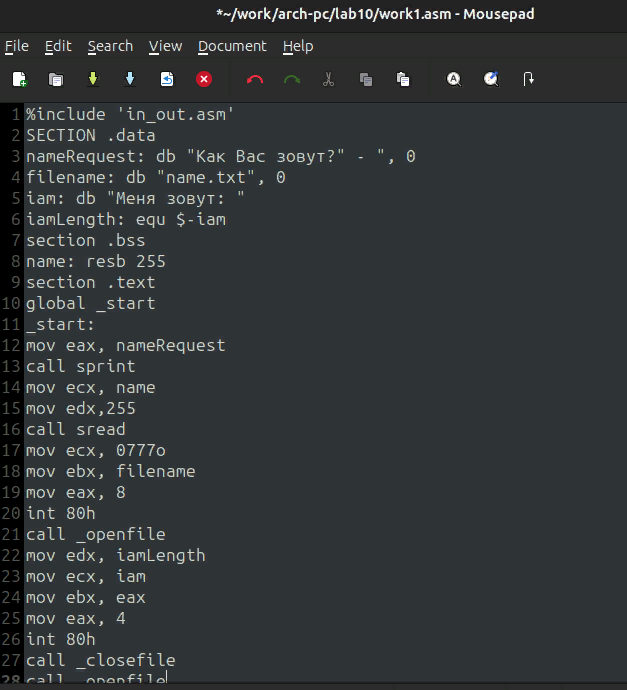 *~/work/arch-pc/lab10/work1.asm - Mousepad
File Edit Search View Document Help
1 %include 'in_out.asm'
2 SECTION .data
3 nameRequest: db "Как Вас зовут?" - ", 0
4 filename: db "name.txt", 0
5 iam: db "Меня зовут: "
6 iamLength: equ $-iam
7 section .bss
8 name: resb 255
9 section .text
10 global _start
11 _start:
12 mov eax, nameRequest
13 call sprint
14 mov ecx, name
15 mov edx,255
16 call sread
17 mov ecx, 0777o
18 mov ebx, filename
19 mov eax, 8
20 int 80h
21 call _openfile
22 mov edx, iamLength
23 mov ecx, iam
24 mov ebx, eax
25 mov eax, 4
26 int 80h
27 call _closefile
28 call _openfile